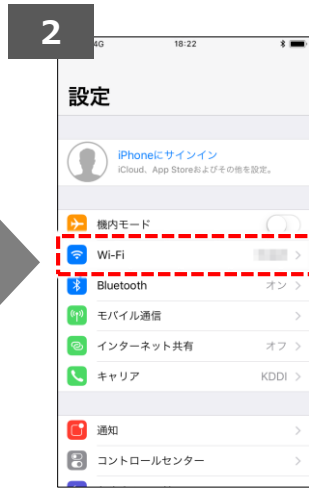 2
4G 18:22
設定
iPhoneにサインイン
iCloud、App Storeおよびその他を設定。
機内モード
Wi-Fi
Bluetooth オン
モバイル通信
インターネット共有 オフ
キャリア KDDI
通知
コントロールセンター